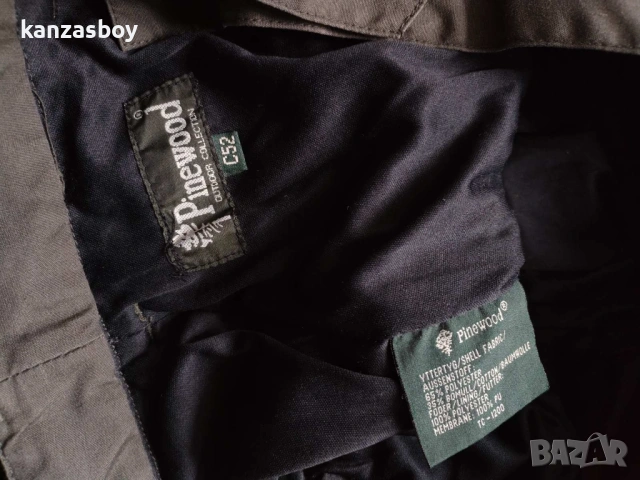 kanzasboy
Pinewood®
OUTDOOR COLLECTION
C52
Pinewood®
YTTERTYG/SHELL FABRIC/
AUSSENSTOFF:
65% POLYESTER
35% BOMULL/COTTON/BAUMWOLLE
FODER/LINING/FUTTER:
100% POLYESTER
MEMBRANE: 100% PU
TC-1200
BAZAR